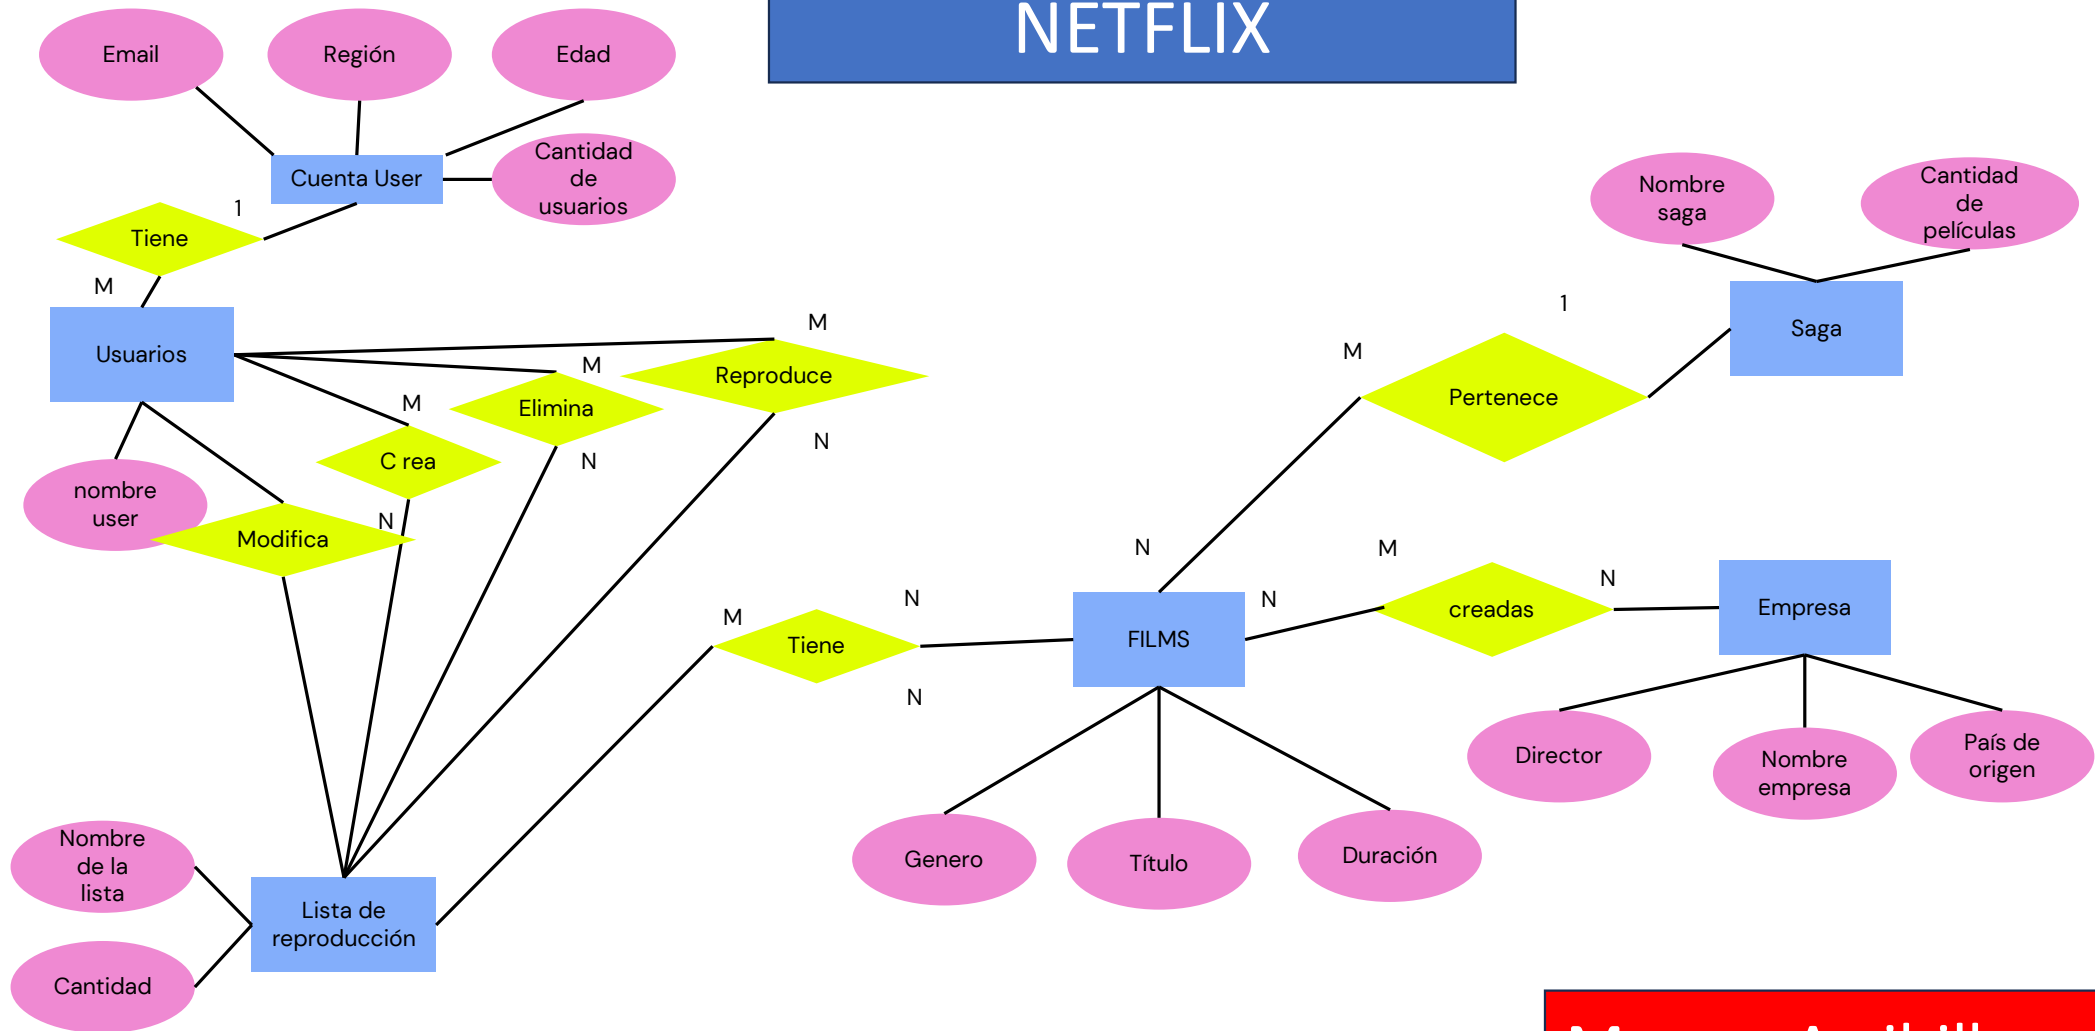 NETFLIX
Email
Región
Edad
Cantidad
de
usuarios
Cuenta User
1
Tiene
M
Usuarios
nombre
user
Modifica
M
C rea
N
M
Elimina
N
M
Reproduce
N
Nombre
de la
lista
Cantidad
Lista de
reproducción
M
Tiene
N
N
FILMS
N
M
Pertenece
1
Saga
Nombre
saga
Cantidad
de
películas
N
M
creadas
N
Empresa
Director
Nombre
empresa
País de
origen
Genero
Título
Duración